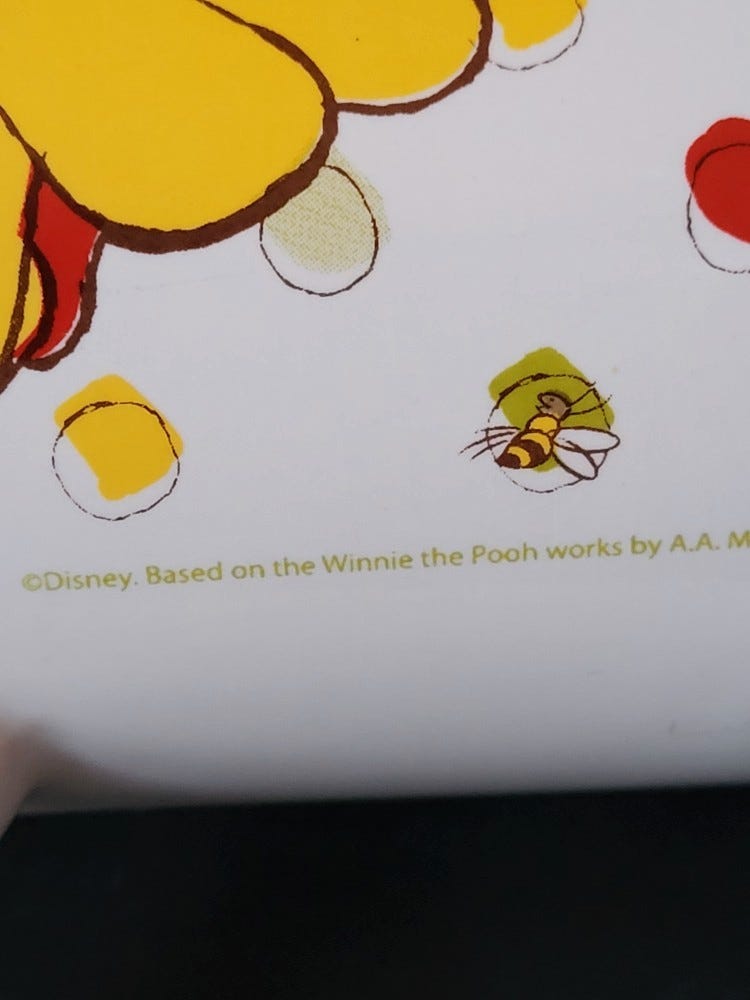 ©Disney. Based on the Winnie the Pooh works by A.A.